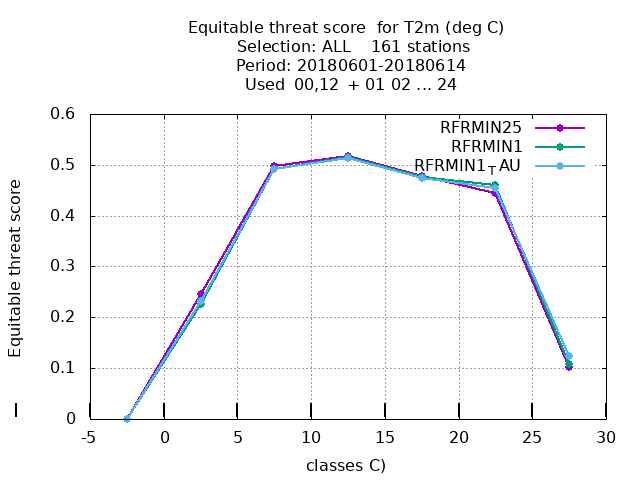 Equitable threat score  for T2m (deg C)
Selection: ALL    161 stations
Period: 20180601-20180614
Used  00,12  + 01 02 ... 24
RFRMIN25
RFRMIN1
RFRMIN1TAU
Equitable threat score
0.6
0.5
0.4
0.3
0.2
0.1
0
-5
0
5
10
15
20
25
30
classes C)